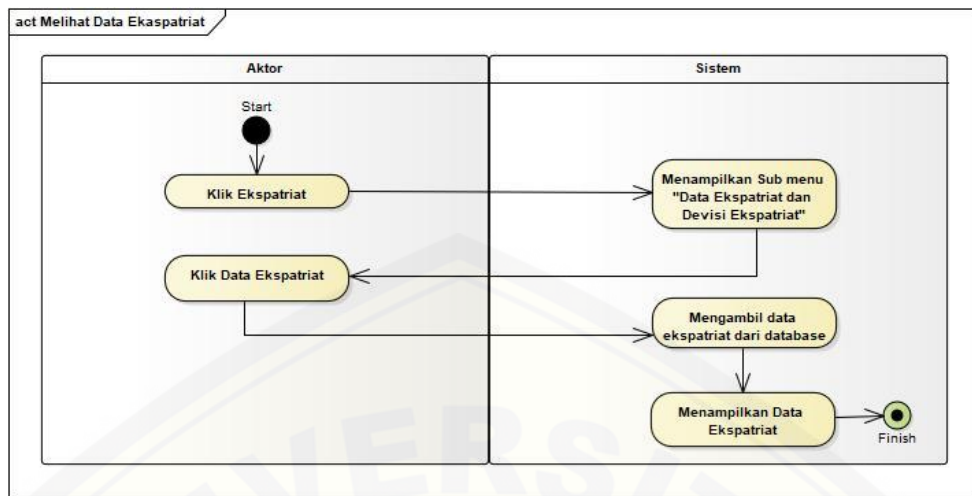 act Melihat Data Ekaspatriat
Aktor
Sistem
Start
Klik Ekspatriat
Menampilkan Sub menu
"Data Ekspatriat dan
Devisi Ekspatriat"
Klik Data Ekspatriat
Mengambil data
ekspatriat dari database
Menampilkan Data
Ekspatriat
Finish